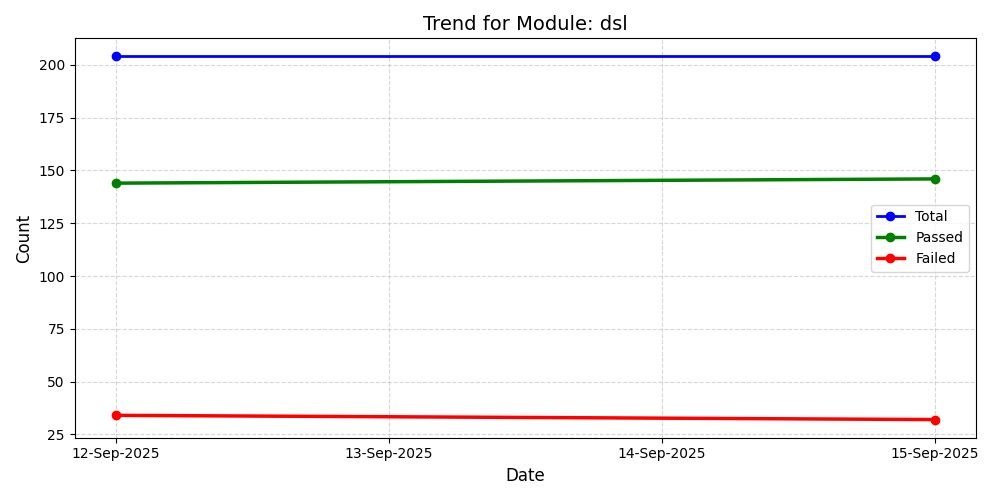 Trend for Module: dsl
200
175
150
125
100
75
50
25
Count
Total
Passed
Failed
12-Sep-2025
13-Sep-2025
14-Sep-2025
15-Sep-2025
Date